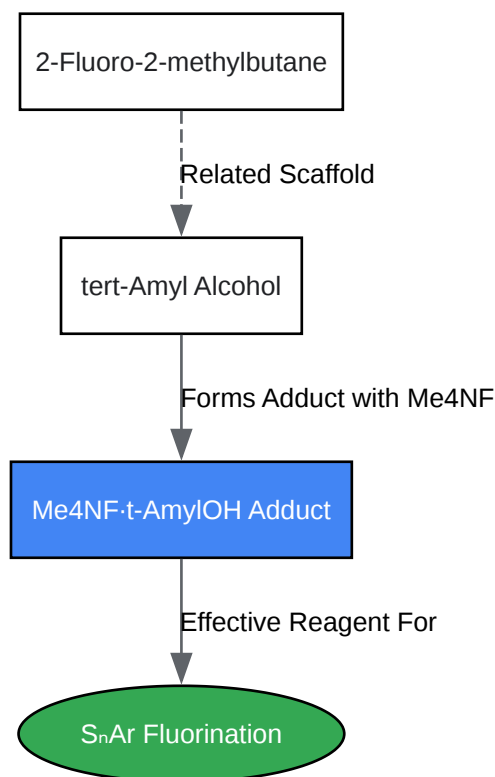 2-Fluoro-2-methylbutane
Related Scaffold
tert-Amyl Alcohol
Forms Adduct with Me4NF
Me4NF·t-AmylOH Adduct
Effective Reagent For
SₙAr Fluorination